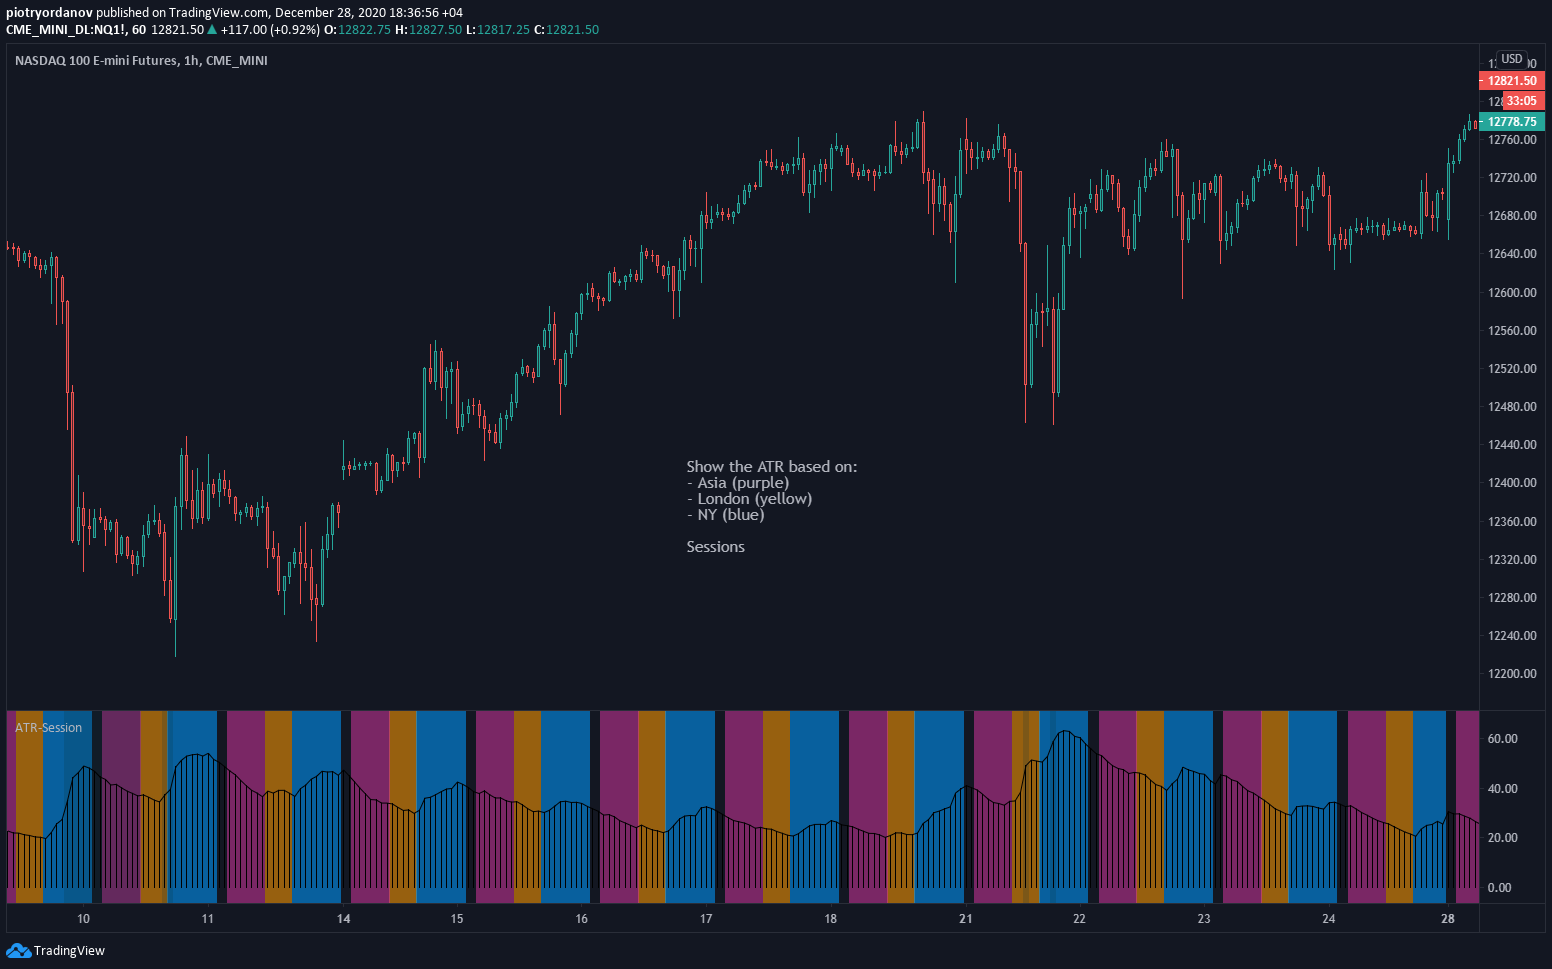 piotryordanov published on TradingView.com, December 28, 2020 18:36:56 +04
CME_MINI_DL:NQ1!, 60 12821.50 ▲ +117.00 (+0.92%) O:12822.75 H:12827.50 L:12817.25 C:12821.50
NASDAQ 100 E-mini Futures, 1h, CME_MINI
USD
12821.50
33:05
12778.75
12760.00
12720.00
12680.00
12640.00
12600.00
12560.00
12520.00
12480.00
12440.00
12400.00
12360.00
12320.00
12280.00
12240.00
12200.00
Show the ATR based on:
- Asia (purple)
- London (yellow)
- NY (blue)
Sessions
ATR-Session
60.00
40.00
20.00
0.00
10 11 14 15 16 17 18 21 22 23 24 28
TradingView